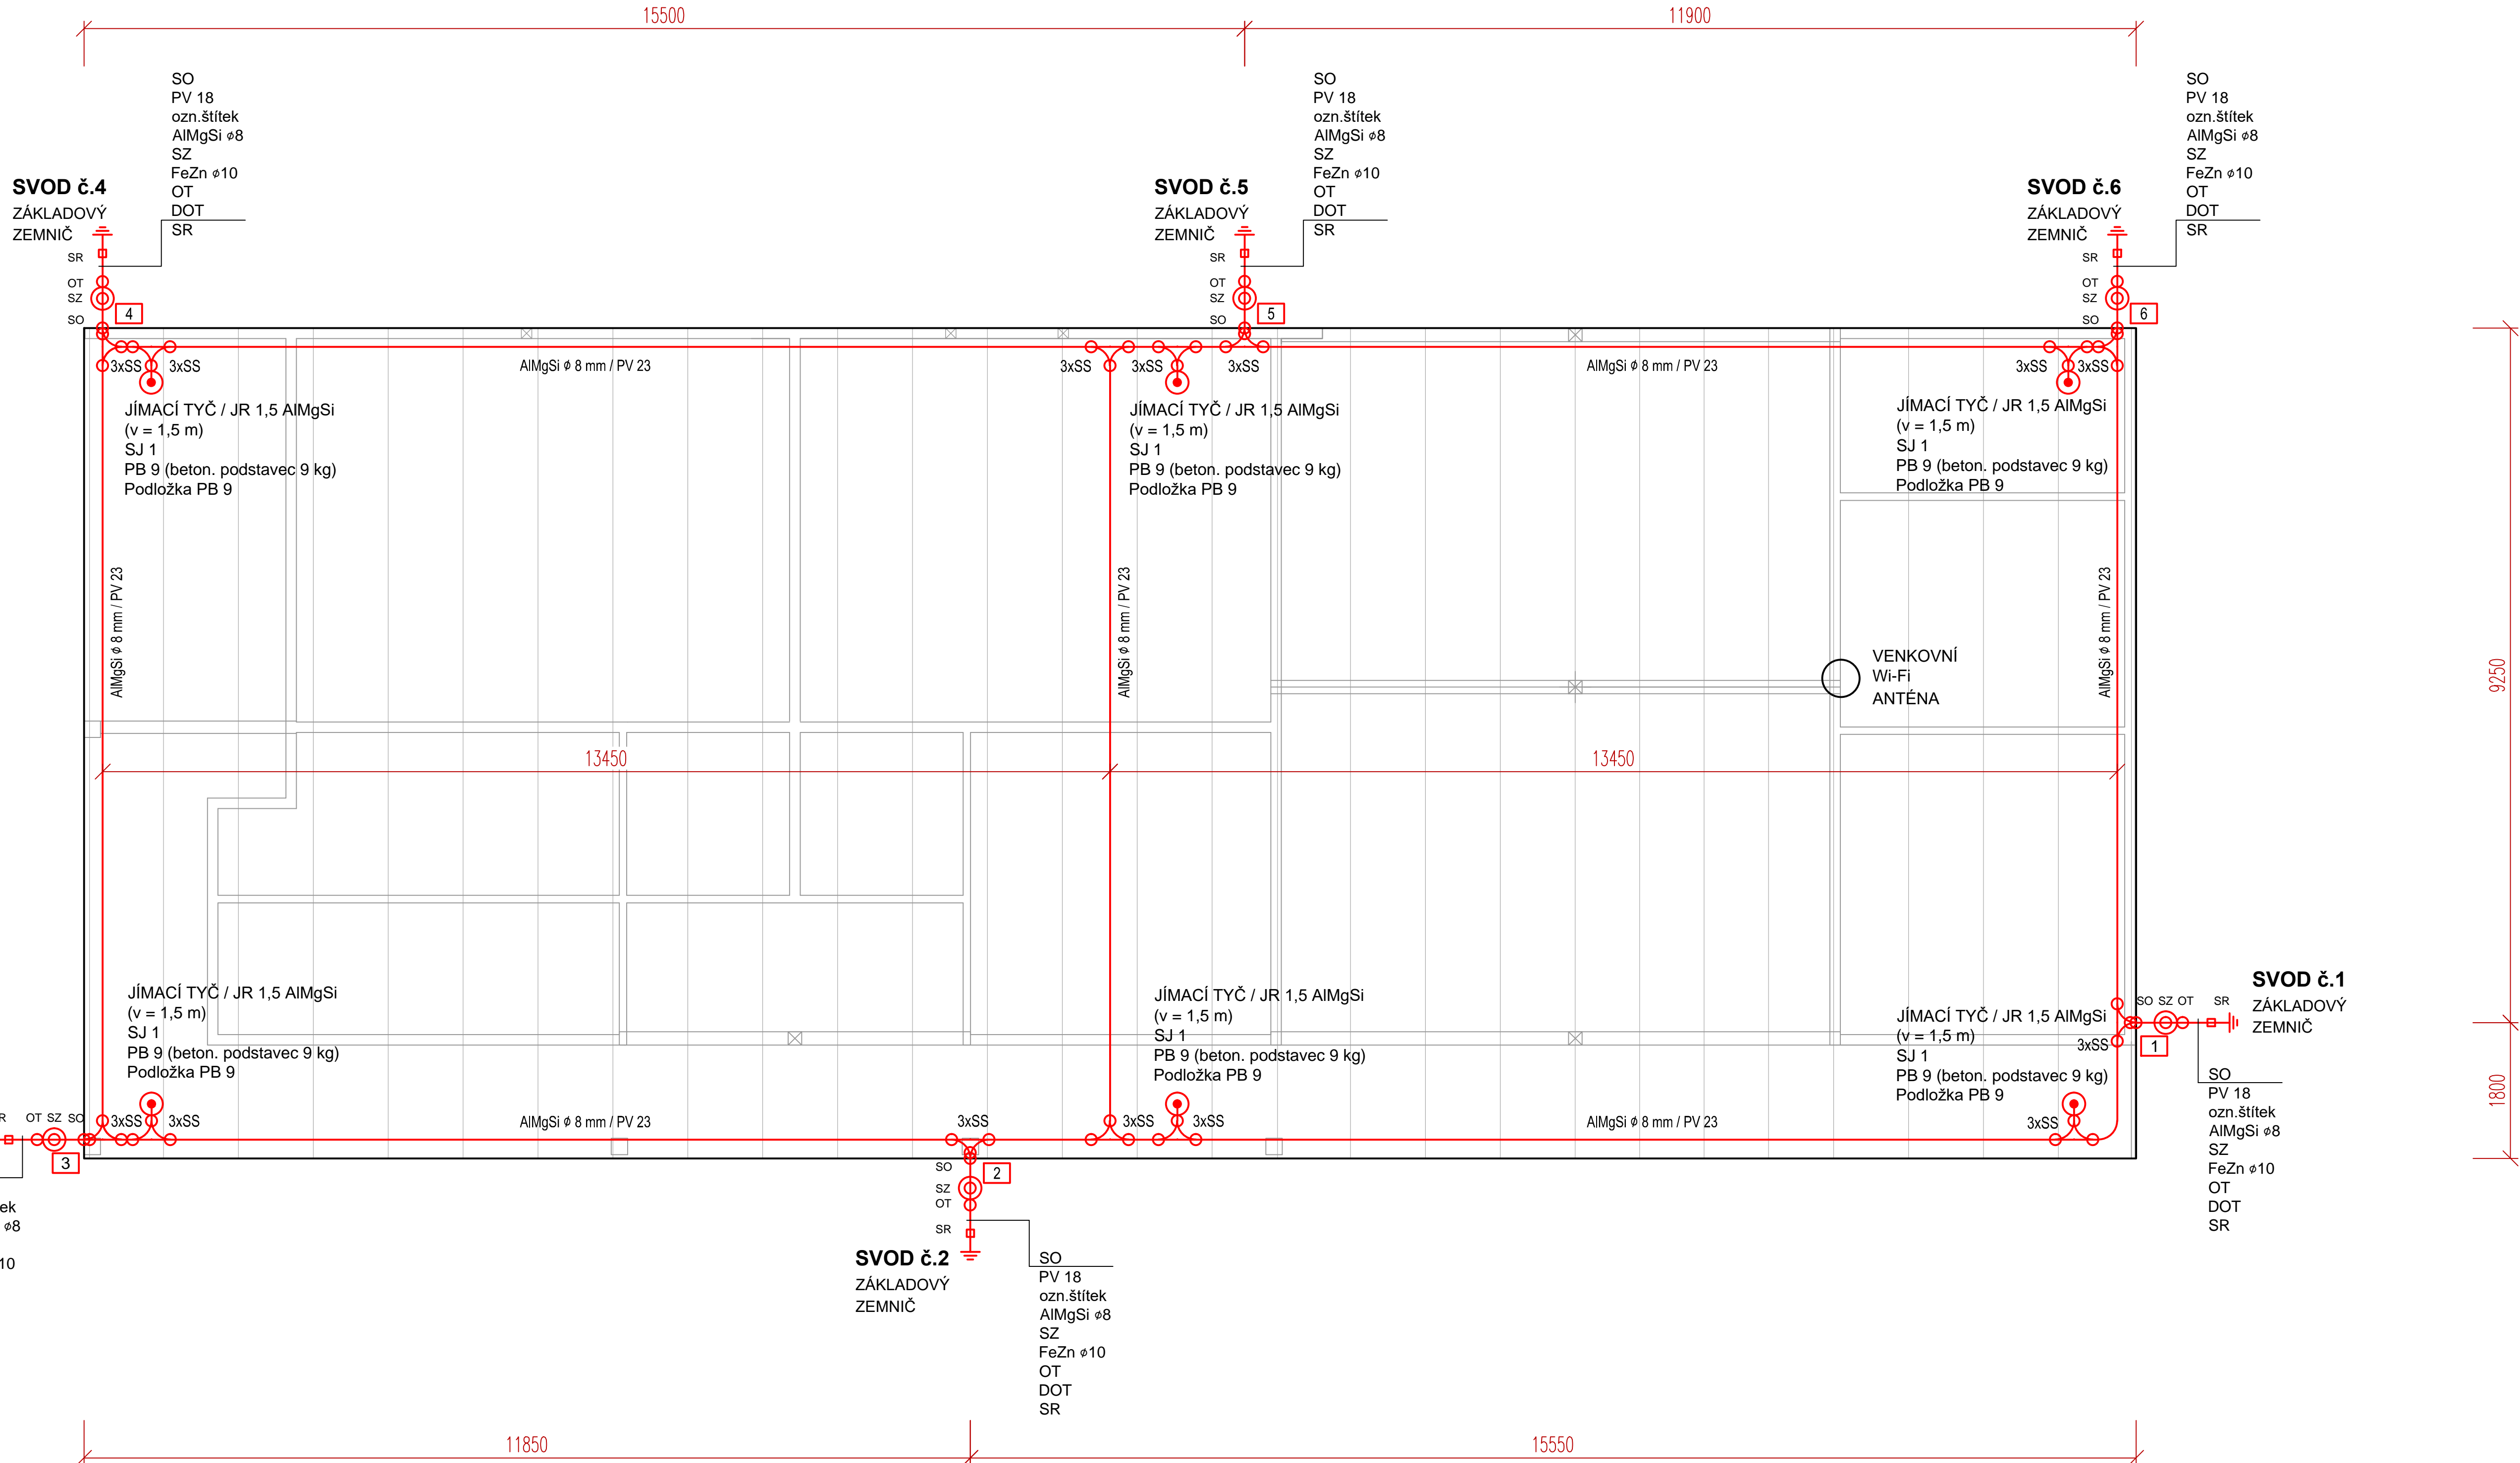 15500
11900
SO
PV 18
ozn.štítek
AlMgSi ø8
SZ
FeZn ø10
OT
DOT
SR
SVOD č.4
ZÁKLADOVÝ
ZEMNIČ
SR
OT
SZ
SO
4
SO
PV 18
ozn.štítek
AlMgSi ø8
SZ
FeZn ø10
OT
DOT
SR
SVOD č.5
ZÁKLADOVÝ
ZEMNIČ
SR
OT
SZ
SO
5
SO
PV 18
ozn.štítek
AlMgSi ø8
SZ
FeZn ø10
OT
DOT
SR
SVOD č.6
ZÁKLADOVÝ
ZEMNIČ
SR
OT
SZ
SO
6
3xSS 3xSS
AlMgSi ø 8 mm / PV 23
3xSS 3xSS 3xSS
AlMgSi ø 8 mm / PV 23
3xSS 3xSS
JÍMACÍ TYČ / JR 1,5 AlMgSi
(v = 1,5 m)
SJ 1
PB 9 (beton. podstavec 9 kg)
Podložka PB 9
JÍMACÍ TYČ / JR 1,5 AlMgSi
(v = 1,5 m)
SJ 1
PB 9 (beton. podstavec 9 kg)
Podložka PB 9
JÍMACÍ TYČ / JR 1,5 AlMgSi
(v = 1,5 m)
SJ 1
PB 9 (beton. podstavec 9 kg)
Podložka PB 9
AlMgSi ø 8 mm / PV 23
AlMgSi ø 8 mm / PV 23
AlMgSi ø 8 mm / PV 23
VENKOVNÍ
Wi-Fi
ANTÉNA
9250
13450
13450
JÍMACÍ TYČ / JR 1,5 AlMgSi
(v = 1,5 m)
SJ 1
PB 9 (beton. podstavec 9 kg)
Podložka PB 9
JÍMACÍ TYČ / JR 1,5 AlMgSi
(v = 1,5 m)
SJ 1
PB 9 (beton. podstavec 9 kg)
Podložka PB 9
JÍMACÍ TYČ / JR 1,5 AlMgSi
(v = 1,5 m)
SJ 1
PB 9 (beton. podstavec 9 kg)
Podložka PB 9
3xSS
SO SZ OT SR
1
SVOD č.1
ZÁKLADOVÝ
ZEMNIČ
SO
PV 18
ozn.štítek
AlMgSi ø8
SZ
FeZn ø10
OT
DOT
SR
1800
R OT SZ SO
3
3xSS 3xSS
AlMgSi ø 8 mm / PV 23
3xSS
3xSS 3xSS
AlMgSi ø 8 mm / PV 23
3xSS
ek
ø8
10
SO
SZ
OT
SR
2
SVOD č.2
ZÁKLADOVÝ
ZEMNIČ
SO
PV 18
ozn.štítek
AlMgSi ø8
SZ
FeZn ø10
OT
DOT
SR
11850
15550